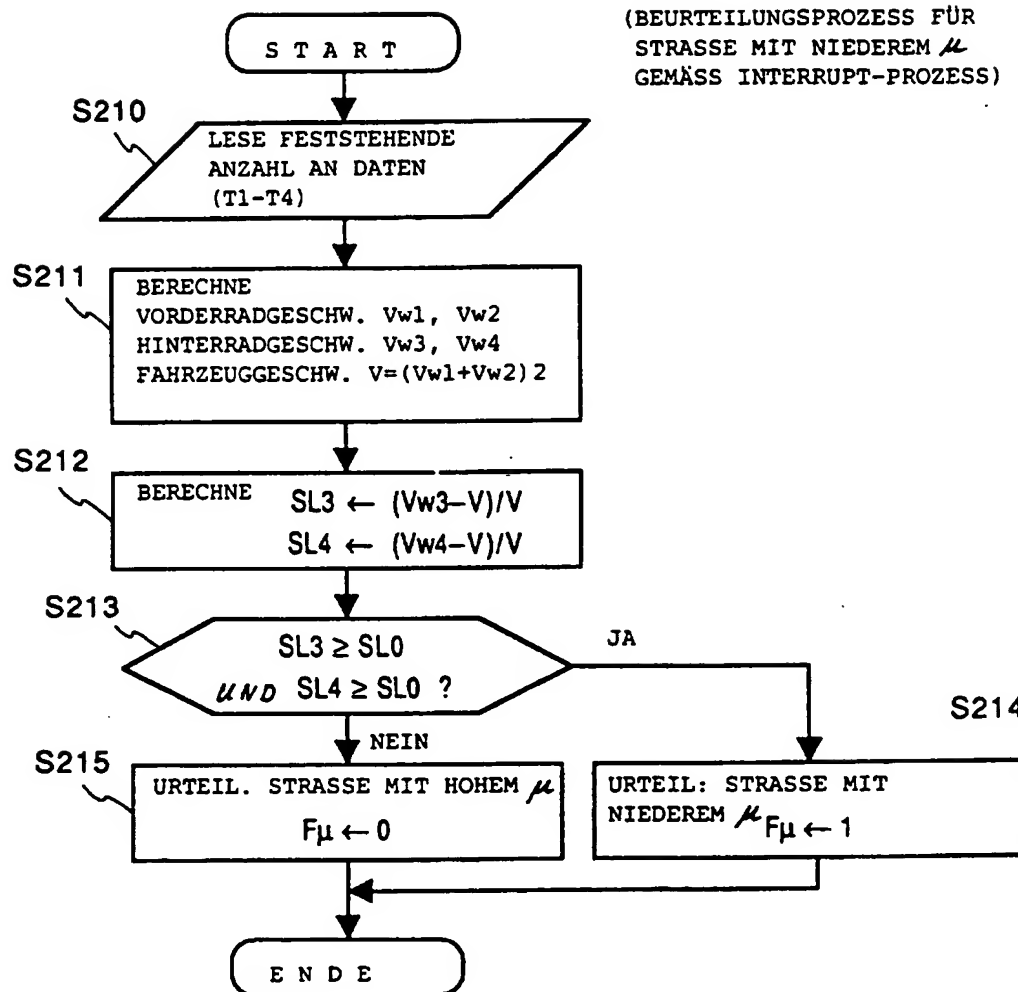 (BEURTEILUNGSPROZESS FÜR
STRASSE MIT NIEDEREM μ
GEMÄSS INTERRUPT-PROZESS)
START
S210
LESE FESTSTEHENDE
ANZAHL AN DATEN
(T1-T4)
S211
BERECHNE
VORDERRADGESCHW. Vw1, Vw2
HINTERRADGESCHW. Vw3, Vw4
FAHRZEUGGESCHW. V=(Vw1+Vw2)2
S212
BERECHNE SL3 ← (Vw3-V)/V
SL4 ← (Vw4-V)/V
S213
SL3 ≥ SL0
UND SL4 ≥ SL0 ?
JA
NEIN
S214
URTEIL: STRASSE MIT
NIEDEREM μ Fμ ← 1
S215
URTEIL. STRASSE MIT HOHEM μ
Fμ ← 0
ENDE